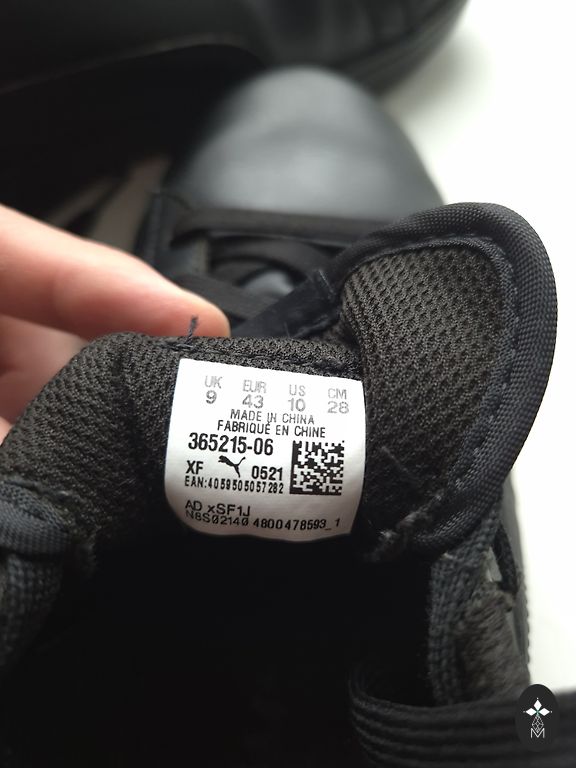 UK EUR US CM
9 43 10 28
MADE IN CHINA
FABRIQUÉ EN CHINE
365215-06
XF 0521
EAN:4059505057282
AD xSF1J
N8S02140 4800478593_1
M